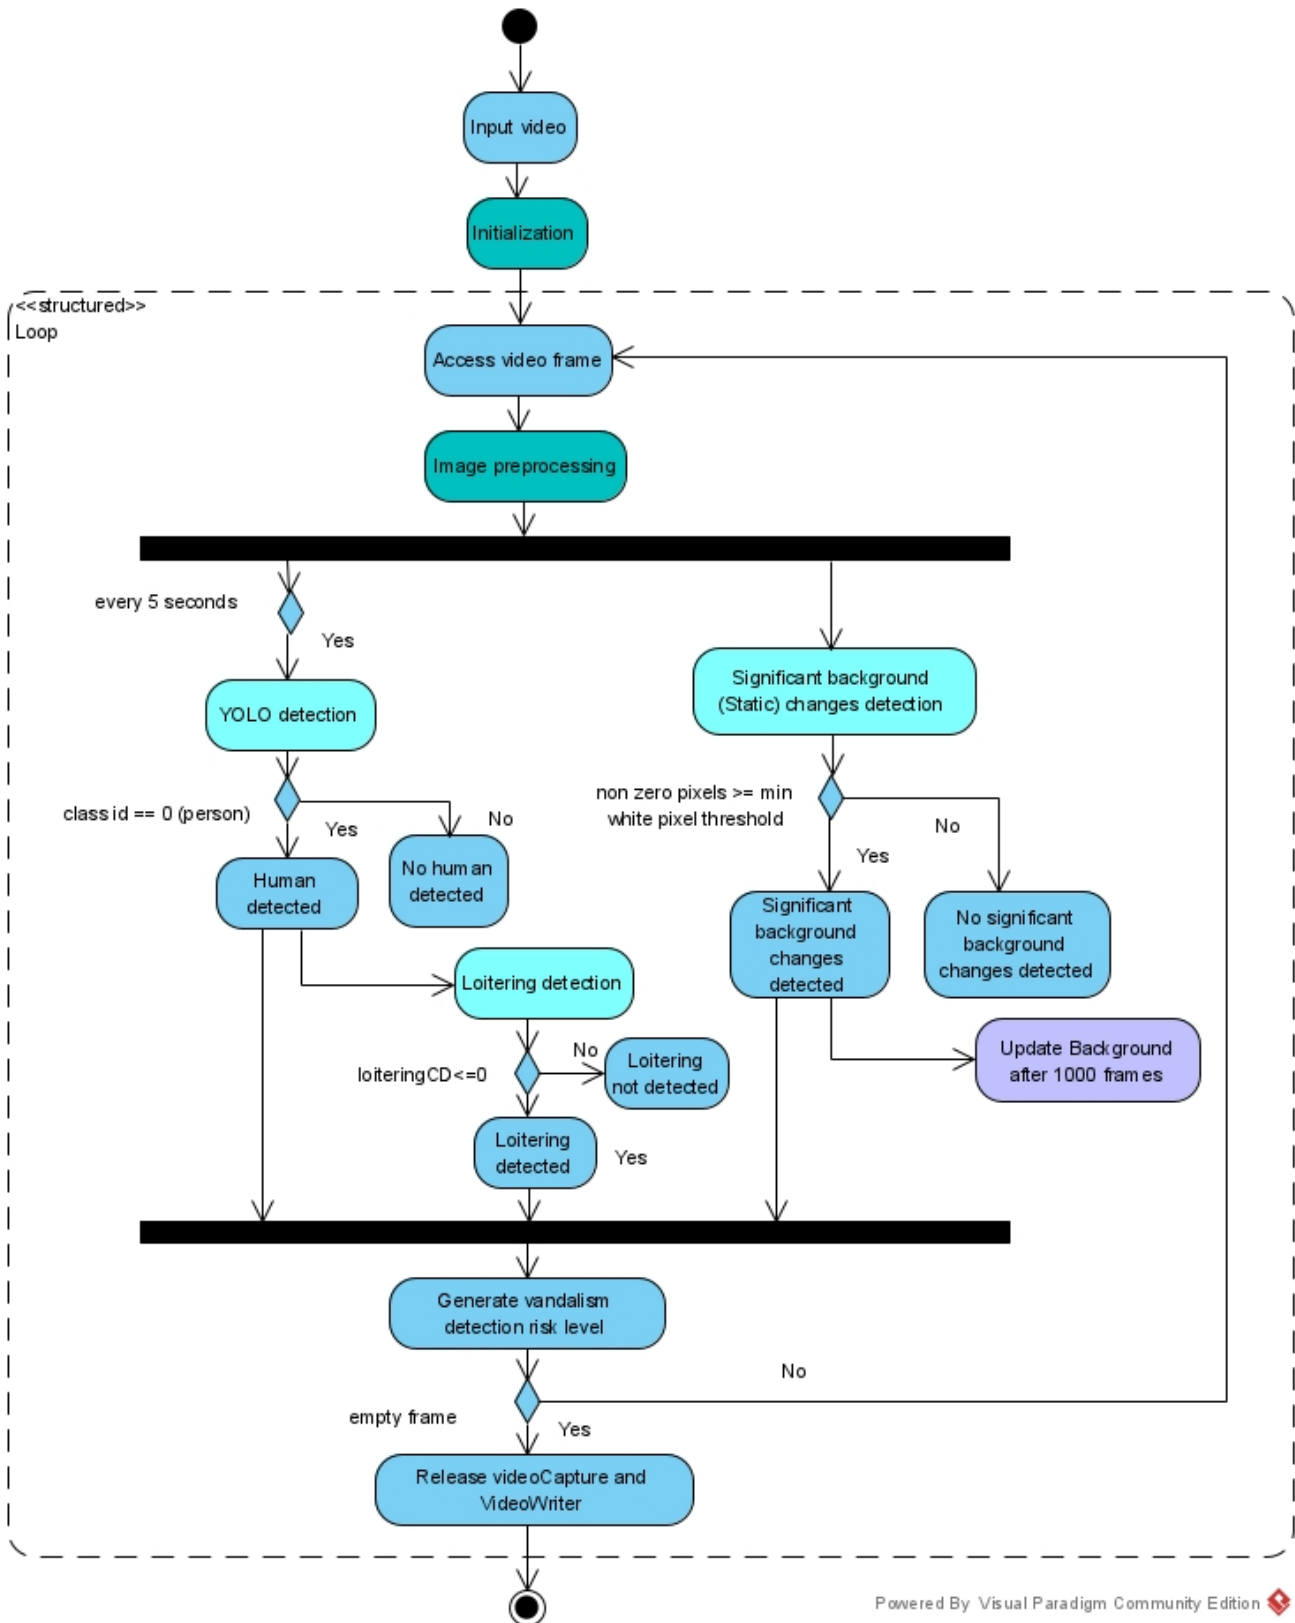 Input video
Initialization
<<structured>>
Loop
Access video frame
Image preprocessing
every 5 seconds
Yes
YOLO detection
Significant background
(Static) changes detection
class id == 0 (person)
Yes
No
non zero pixels >= min
white pixel threshold
No
Yes
Human
detected
No human
detected
Significant
background
changes
detected
No significant
background
changes detected
Loitering detection
loiteringCD<=0
No
Loitering
not detected
Update Background
after 1000 frames
Loitering
detected
Yes
Generate vandalism
detection risk level
No
empty frame
Yes
Release videoCapture and
VideoWriter
Powered By Visual Paradigm Community Edition